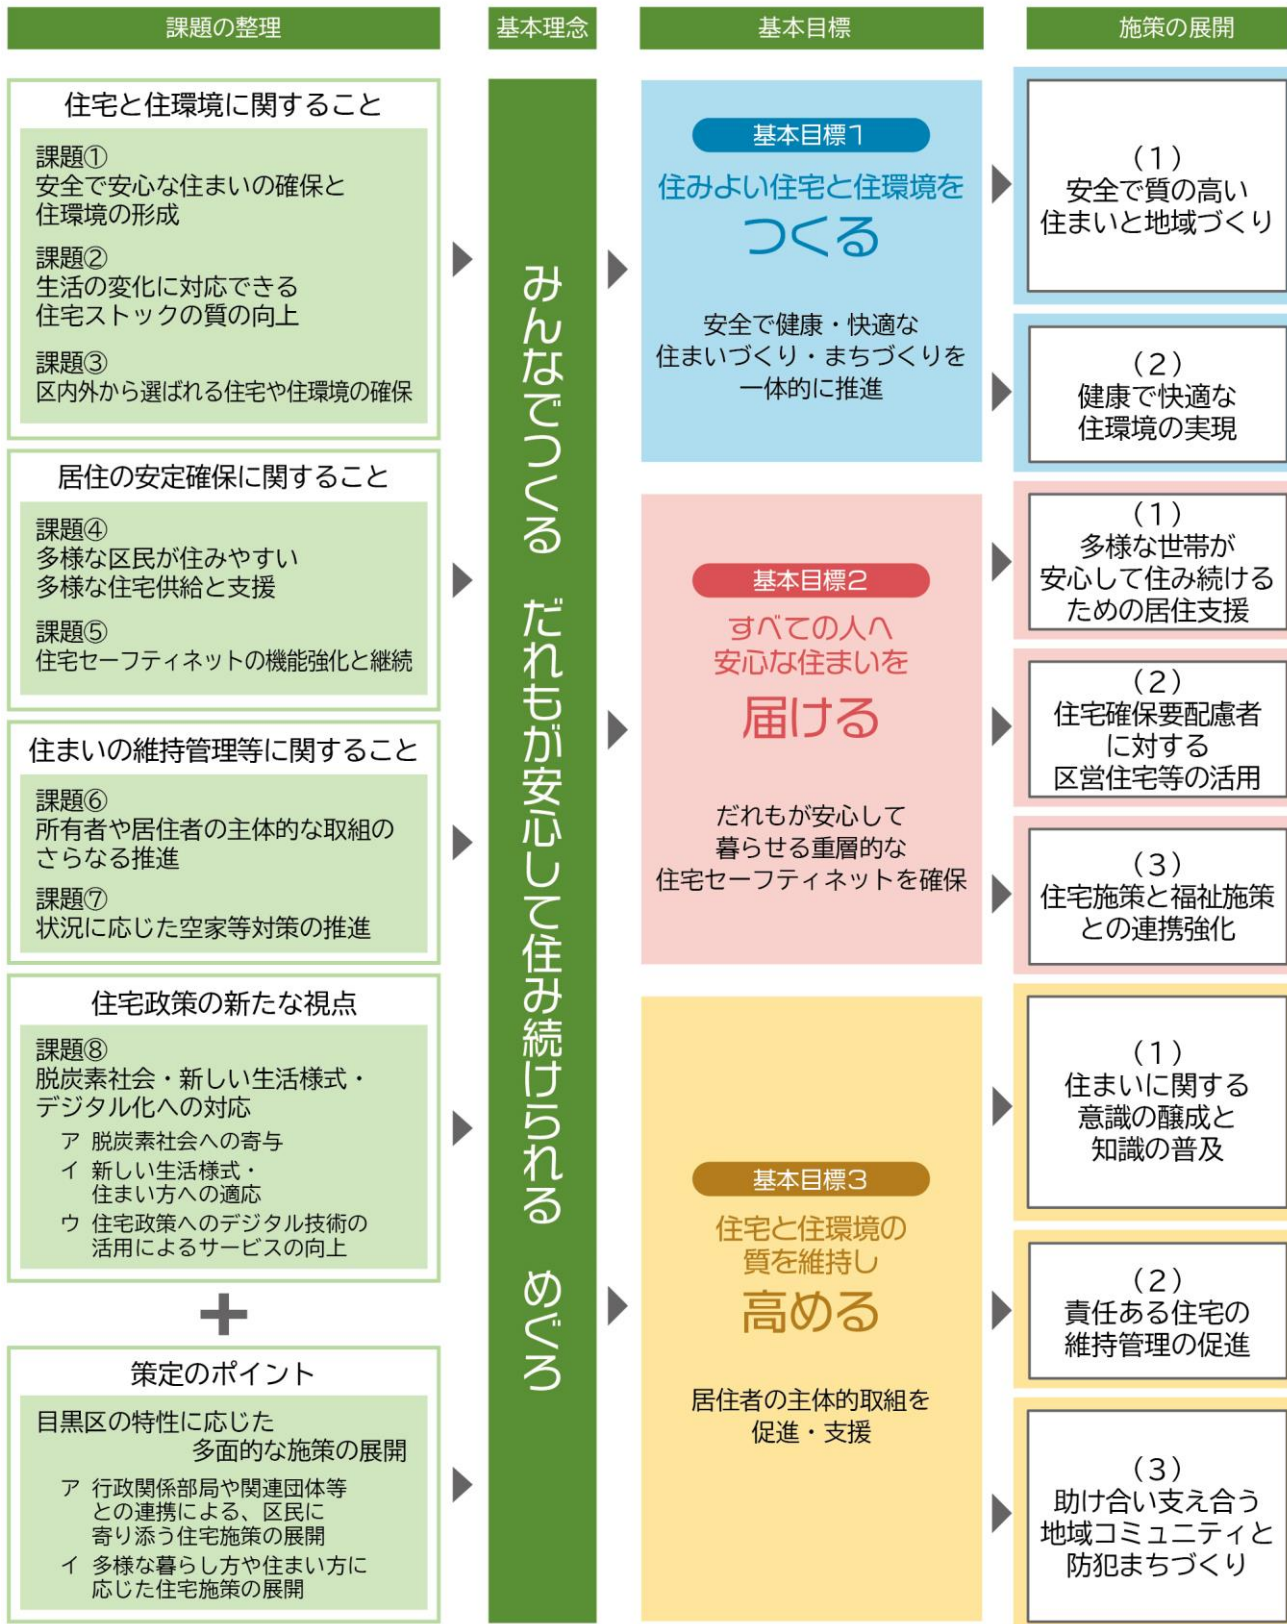 課題の整理
住宅と住環境に関すること
課題①
安全で安心な住まいの確保と
住環境の形成
課題②
生活の変化に対応できる
住宅ストックの質の向上
課題③
区内外から選ばれる住宅や住環境の確保
居住の安定確保に関すること
課題④
多様な区民が住みやすい
多様な住宅供給と支援
課題⑤
住宅セーフティネットの機能強化と継続
住まいの維持管理等に関すること
課題⑥
所有者や居住者の主体的な取組の
さらなる推進
課題⑦
状況に応じた空家等対策の推進
住宅政策の新たな視点
課題⑧
脱炭素社会・新しい生活様式・
デジタル化への対応
ア 脱炭素社会への寄与
イ 新しい生活様式・
住まい方への適応
ウ 住宅政策へのデジタル技術の
活用によるサービスの向上
+
策定のポイント
目黒区の特性に応じた
多面的な施策の展開
ア 行政関係部局や関連団体等
との連携による、区民に
寄り添う住宅施策の展開
イ 多様な暮らし方や住まい方に
応じた住宅施策の展開
基本理念
みんなでつくる だれもが安心して住み続けられる めぐろ
基本目標
基本目標1
住みよい住宅と住環境を
つくる
安全で健康・快適な
住まいづくり・まちづくりを
一体的に推進
基本目標2
すべての人へ
安心な住まいを
届ける
だれもが安心して
暮らせる重層的な
住宅セーフティネットを確保
基本目標3
住宅と住環境の
質を維持し
高める
居住者の主体的取組を
促進・支援
施策の展開
(1)
安全で質の高い
住まいと地域づくり
(2)
健康で快適な
住環境の実現
(1)
多様な世帯が
安心して住み続ける
ための居住支援
(2)
住宅確保要配慮者
に対する
区営住宅等の活用
(3)
住宅施策と福祉施策
との連携強化
(1)
住まいに関する
意識の醸成と
知識の普及
(2)
責任ある住宅の
維持管理の促進
(3)
助け合い支え合う
地域コミュニティと
防犯まちづくり